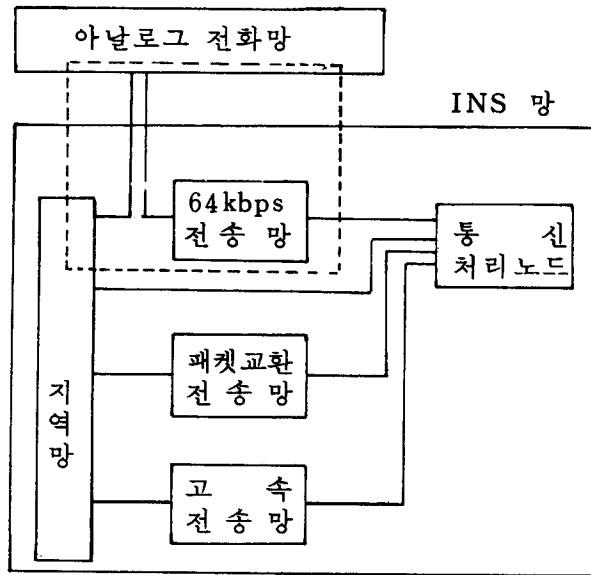 아날로그 전화망
INS 망
64kbps
전송망
통신
처리노드
패켓교환
전송망
지역망
고속
전송망